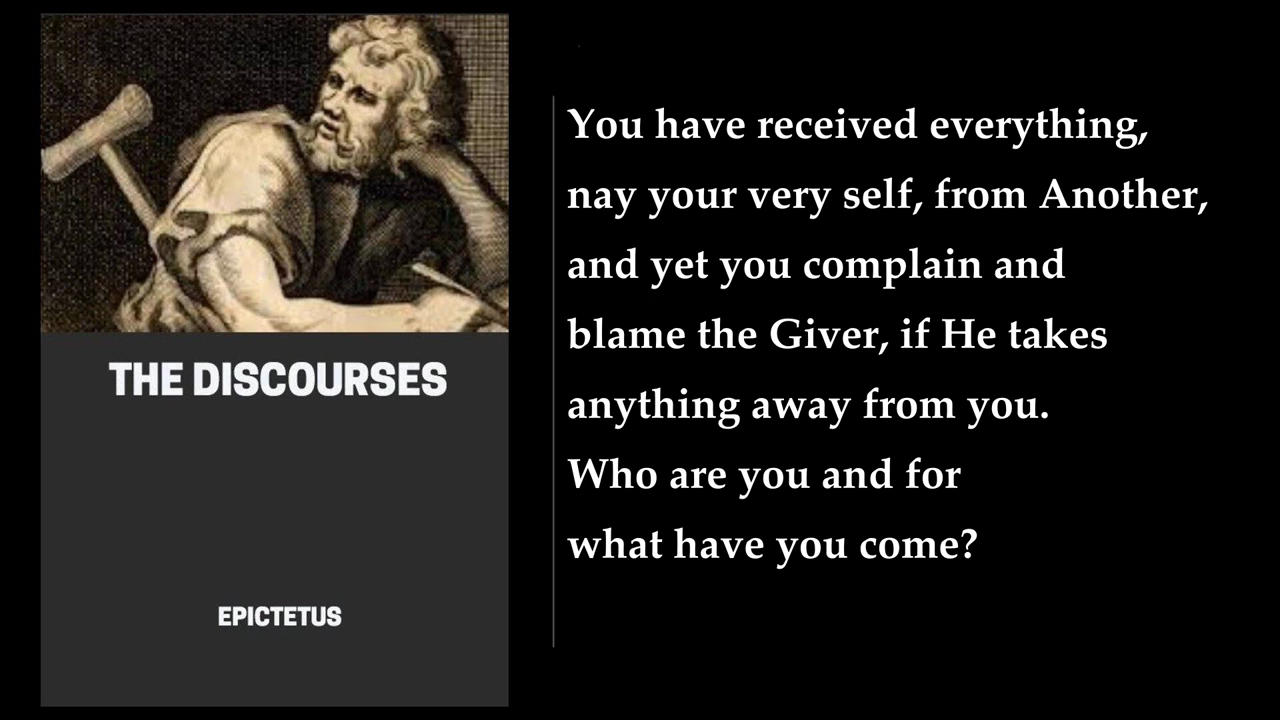 THE DISCOURSES
EPICTETUS
You have received everything,
nay your very self, from Another,
and yet you complain and
blame the Giver, if He takes
anything away from you.
Who are you and for
what have you come?